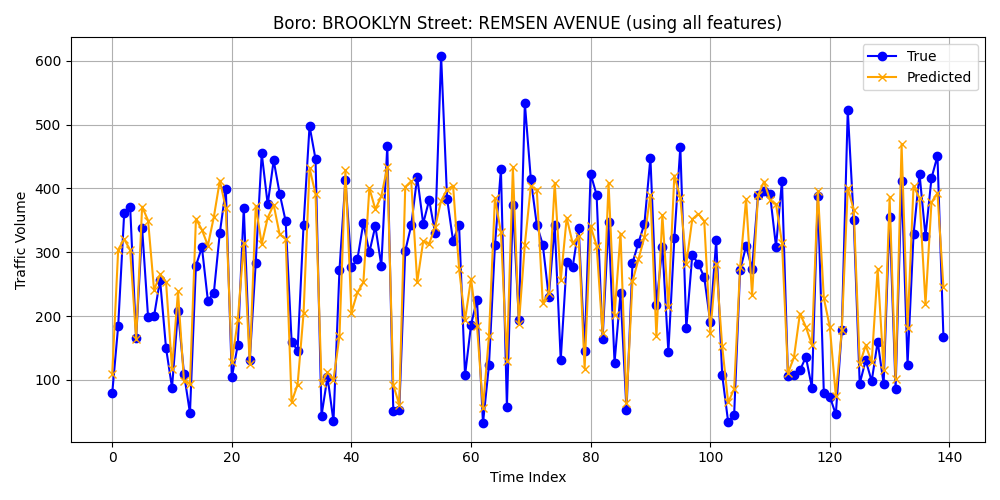 Boro: BROOKLYN Street: REMSEN AVENUE (using all features)
True
Predicted
Traffic Volume
600
500
400
300
200
100
0 20 40 60 80 100 120 140
Time Index